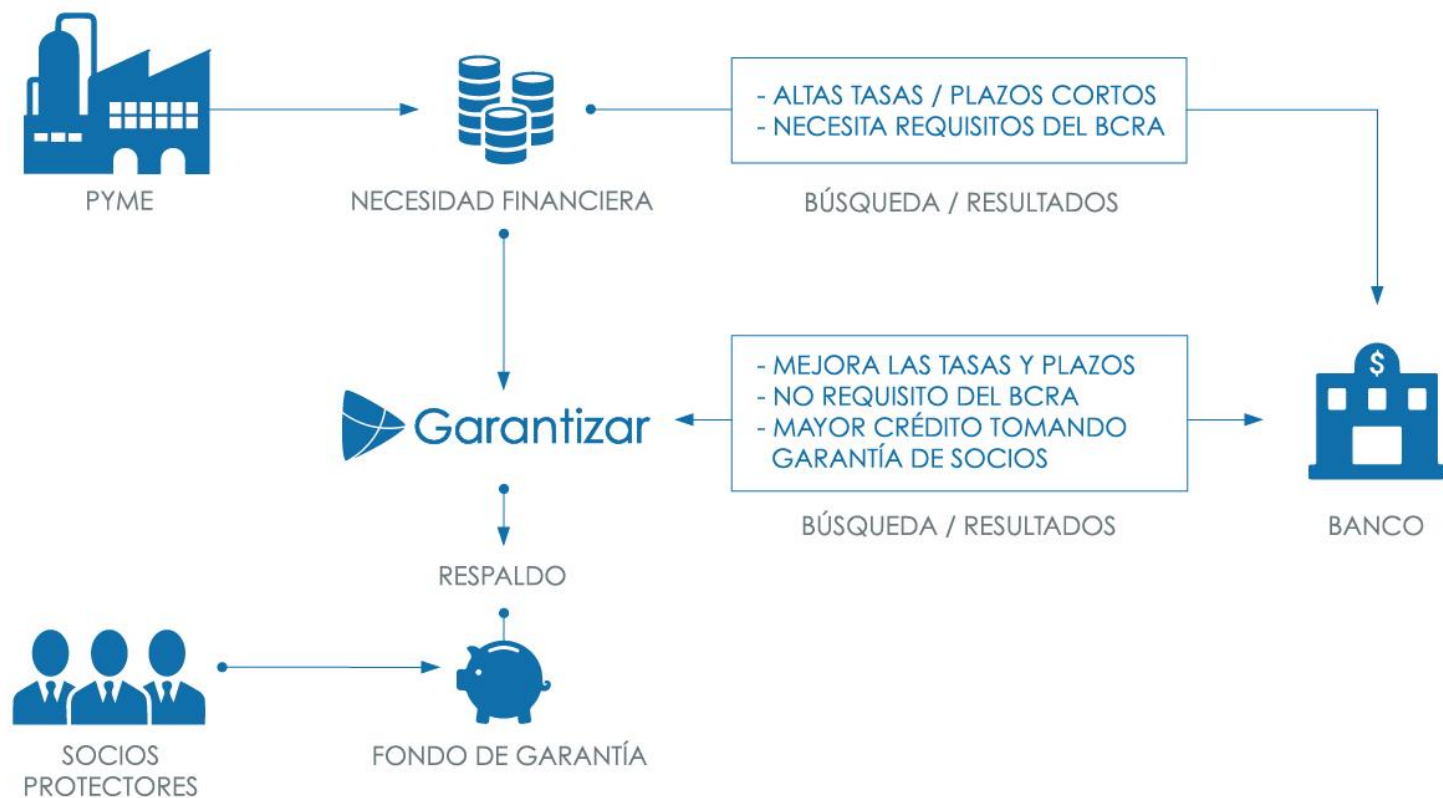 - ALTAS TASAS / PLAZOS CORTOS
- NECESITA REQUISITOS DEL BCRA
PYME
NECESIDAD FINANCIERA
BÚSQUEDA / RESULTADOS
$
- MEJORA LAS TASAS Y PLAZOS
- NO REQUISITO DEL BCRA
- MAYOR CRÉDITO TOMANDO
GARANTÍA DE SOCIOS
Garantizar
BÚSQUEDA / RESULTADOS
BANCO
RESPALDO
SOCIOS
PROTECTORES
FONDO DE GARANTÍA